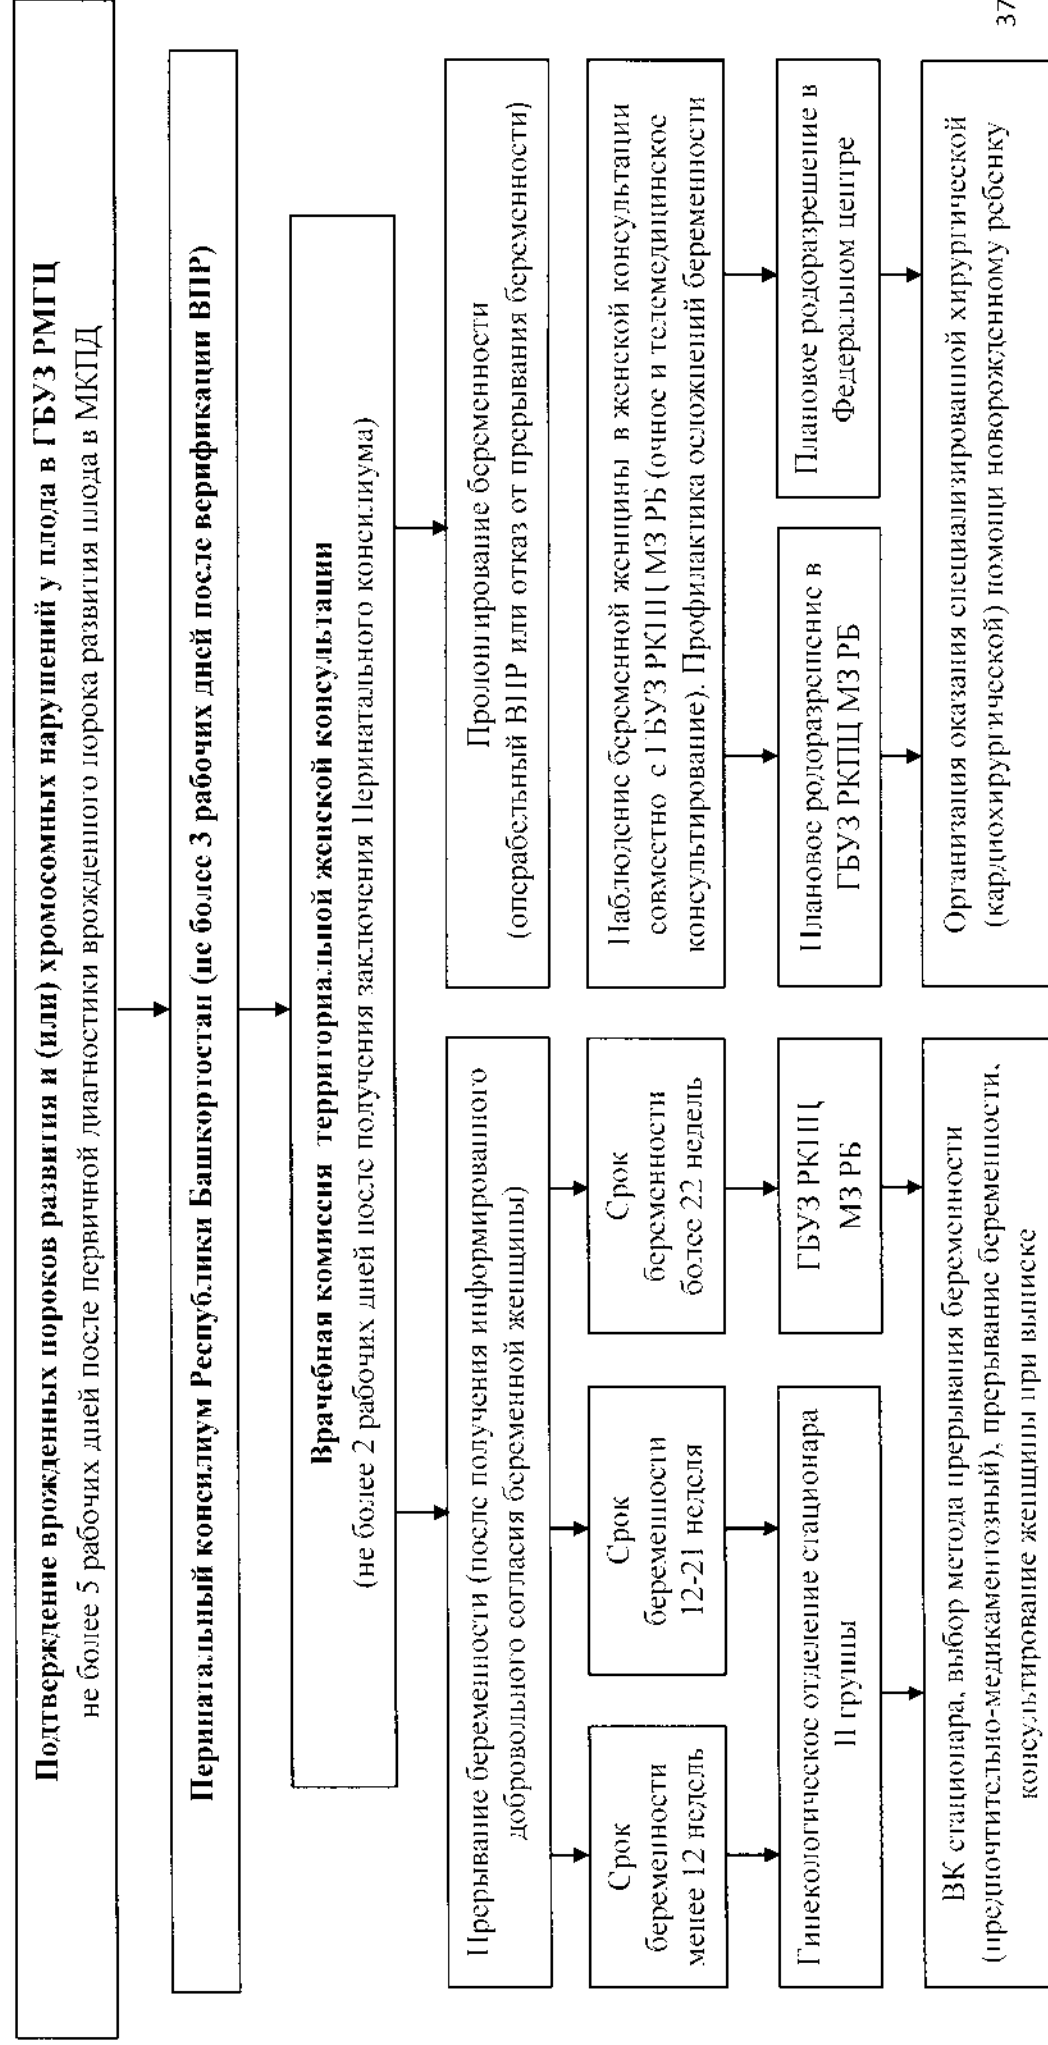 37
Подтверждение врожденных пороков развития и (или) хромосомных нарушений у плода в ГБУЗ РМГЦ
не более 5 рабочих дней после первичной диагностики врожденного порока развития плода в МКПД
Перинатальный консилиум Республики Башкортостан (не более 3 рабочих дней после верификации ВПР)
Врачебная комиссия территориальной женской консультации
(не более 2 рабочих дней после получения заключения Перинатального консилиума)
Прерывание беременности (после получения информированного
добровольного согласия беременной женщины)
Срок
беременности
менее 12 недель
Срок
беременности
12-21 неделя
Срок
беременности
более 22 недель
Гинекологическое отделение стационара
II группы
ГБУЗ РКПЦ
МЗ РБ
ВК стационара, выбор метода прерывания беременности
(предпочтительно-медикаментозный), прерывание беременности,
консультирование женщины при выписке
Пролонгирование беременности
(операбельный ВПР или отказ от прерывания беременности)
Наблюдение беременной женщины в женской консультации
совместно с ГБУЗ РКПЦ МЗ РБ (очное и телемедицинское
консультирование). Профилактика осложнений беременности
Плановое родоразрешение в
ГБУЗ РКПЦ МЗ РБ
Плановое родоразрешение в
Федеральном центре
Организация оказания специализированной хирургической
(кардиохирургической) помощи новорожденному ребенку